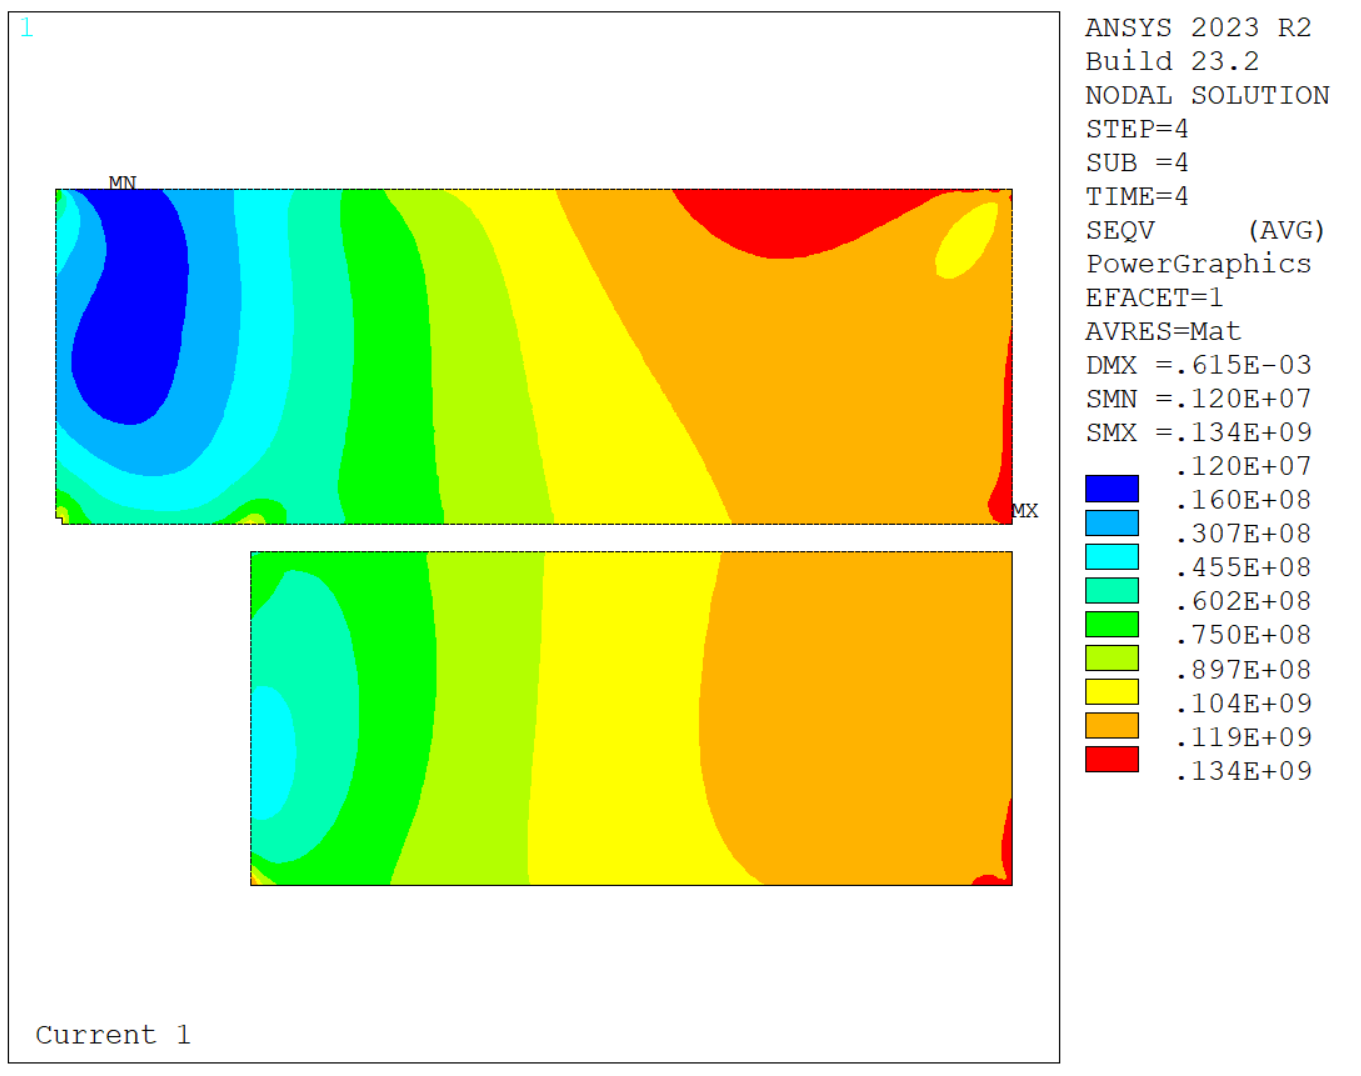 1
MN
MX
Current 1
ANSYS 2023 R2
Build 23.2
NODAL SOLUTION
STEP=4
SUB =4
TIME=4
SEQV (AVG)
PowerGraphics
EFACET=1
AVRES=Mat
DMX =.615E-03
SMN =.120E+07
SMX =.134E+09
.120E+07
.160E+08
.307E+08
.455E+08
.602E+08
.750E+08
.897E+08
.104E+09
.119E+09
.134E+09